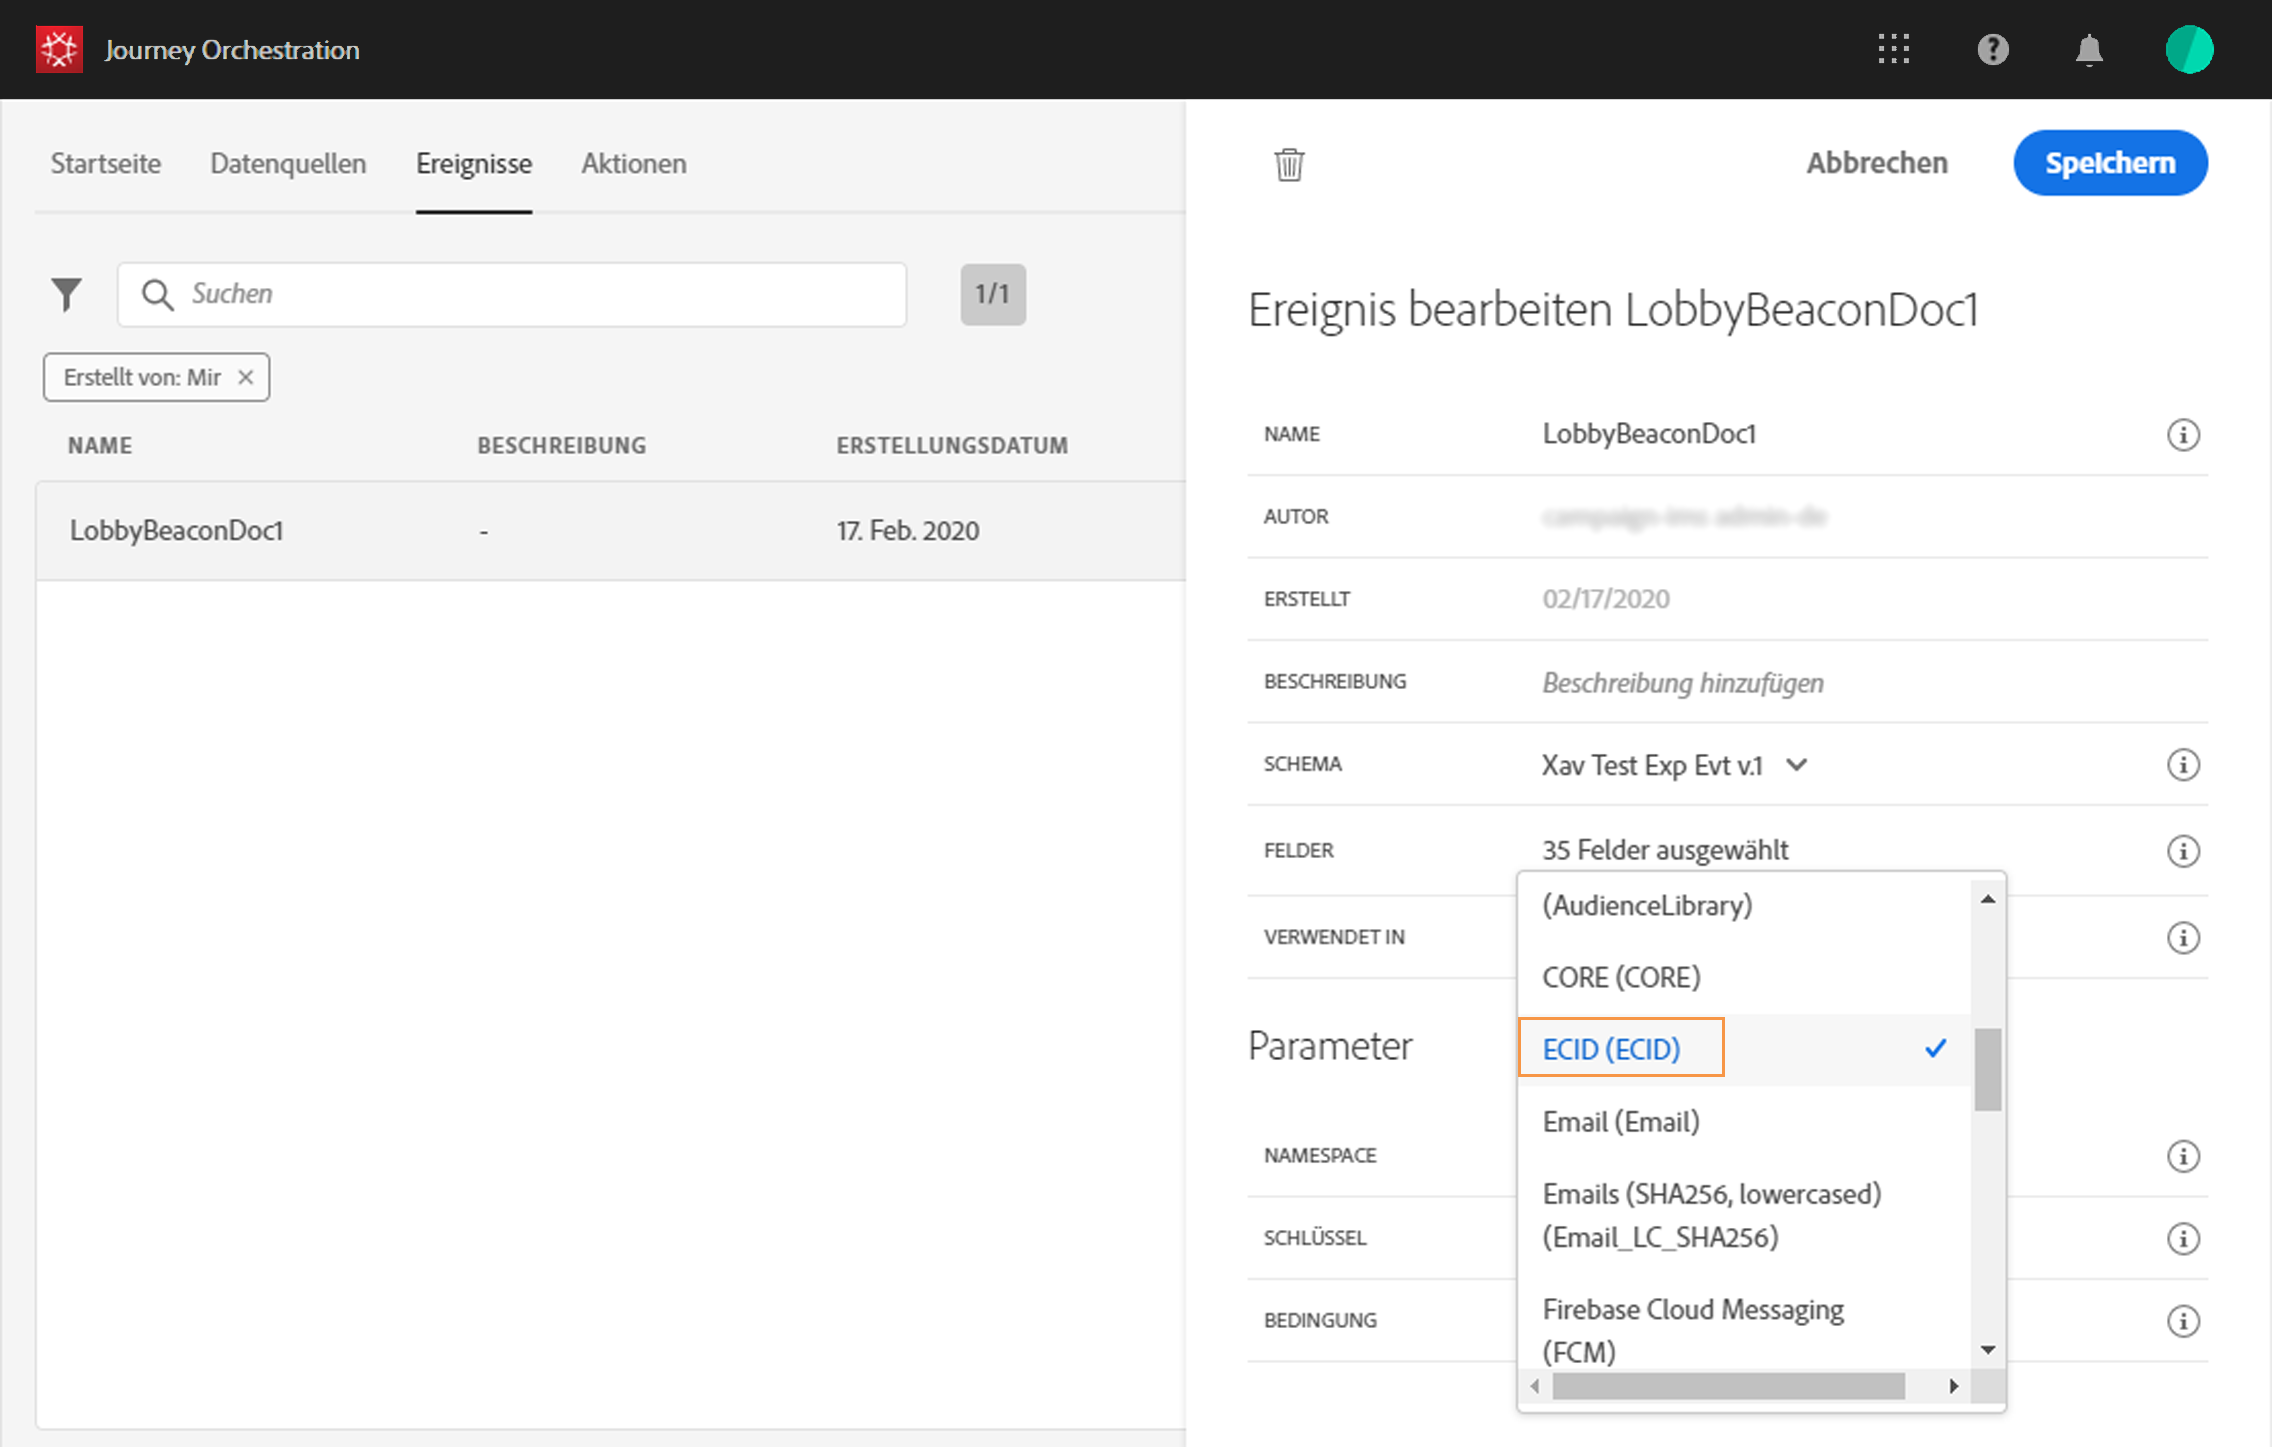 Journey Orchestration
Startseite Datenquellen Ereignisse Aktionen
Suchen
1/1
Erstellt von: Mir
NAME BESCHREIBUNG ERSTELLUNGSDATUM
LobbyBeaconDoc1 - 17. Feb. 2020
Abbrechen Speichern
Ereignis bearbeiten LobbyBeaconDoc1
NAME LobbyBeaconDoc1
AUTOR
ERSTELLT 02/17/2020
BESCHREIBUNG Beschreibung hinzufügen
SCHEMA Xav Test Exp Evt v.1
FELDER 35 Felder ausgewählt
(AudienceLibrary)
VERWENDET IN
CORE (CORE)
Parameter
ECID (ECID)
Email (Email)
NAMESPACE
Emails (SHA256, lowercased)
(Email_LC_SHA256)
SCHLÜSSEL
Firebase Cloud Messaging
(FCM)
BEDINGUNG